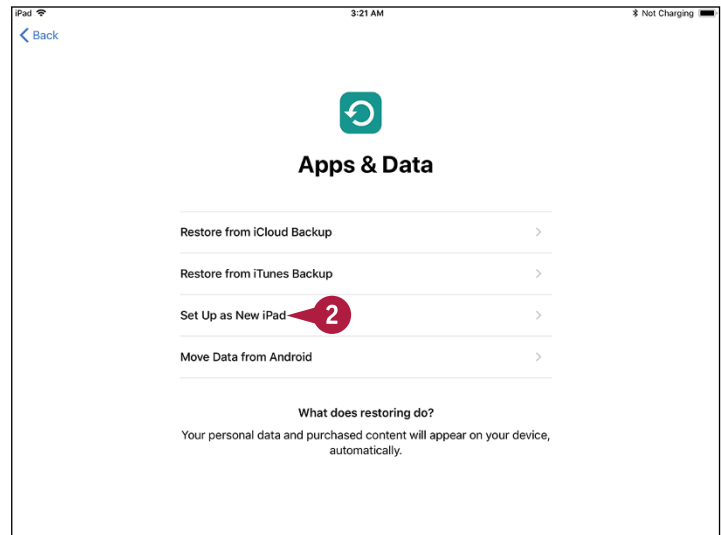 iPad 3:21 AM Not Charging
Back
Apps & Data
Restore from iCloud Backup
Restore from iTunes Backup
Set Up as New iPad 2
Move Data from Android
What does restoring do?
Your personal data and purchased content will appear on your device,
automatically.